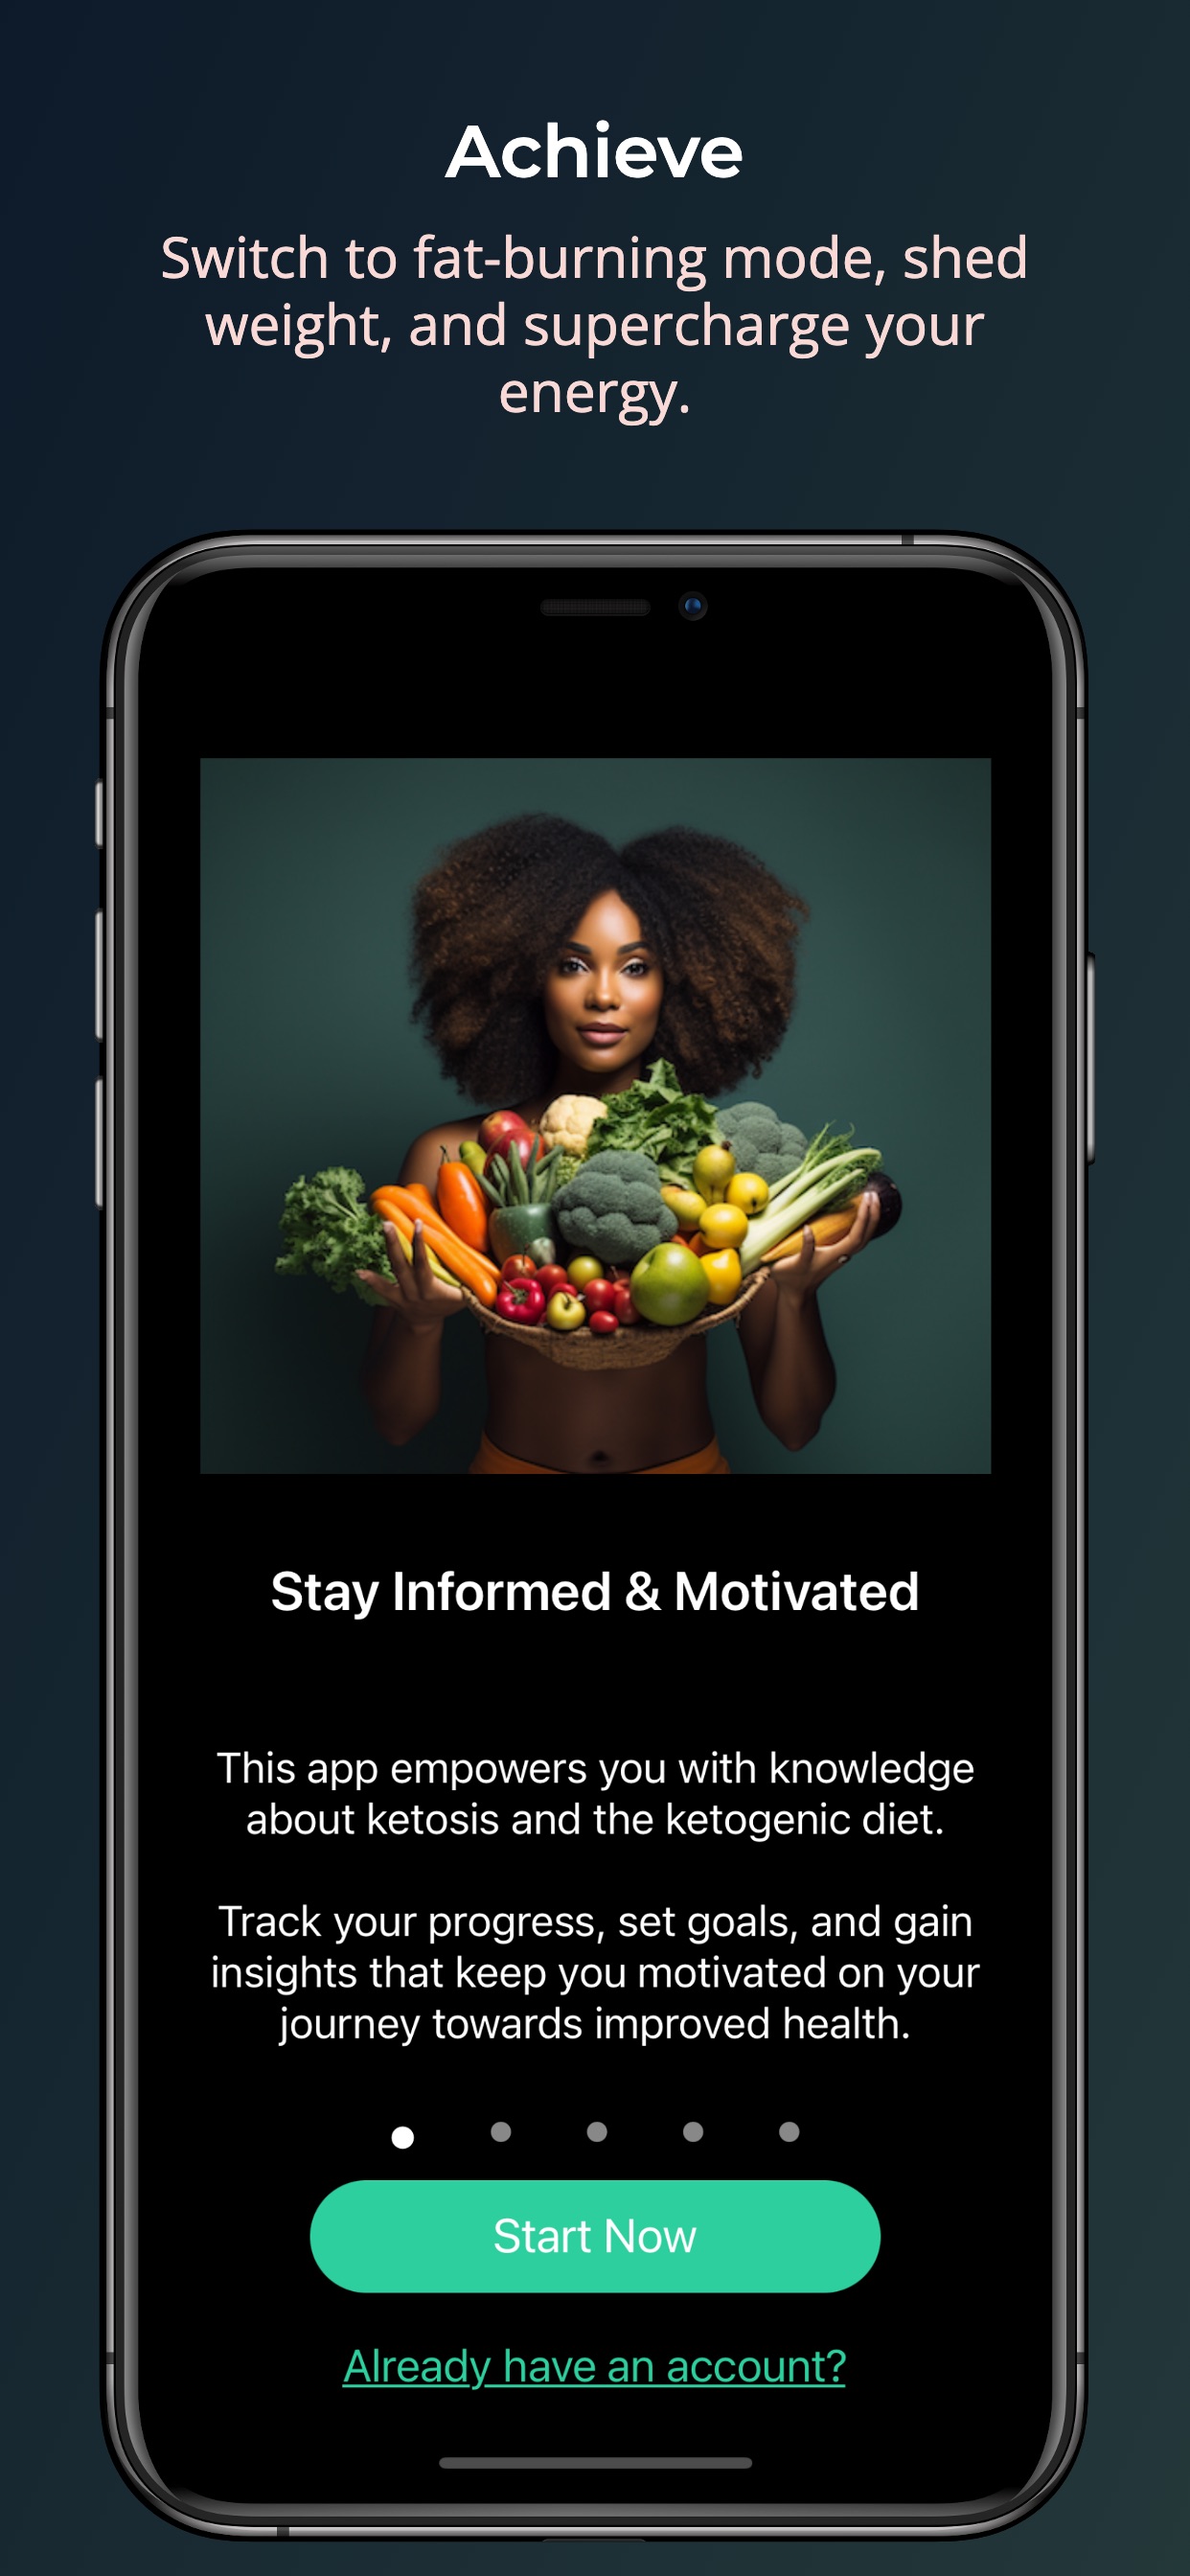 Achieve
Switch to fat-burning mode, shed
weight, and supercharge your
energy.
Stay Informed & Motivated
This app empowers you with knowledge
about ketosis and the ketogenic diet.
Track your progress, set goals, and gain
insights that keep you motivated on your
journey towards improved health.
Start Now
Already have an account?